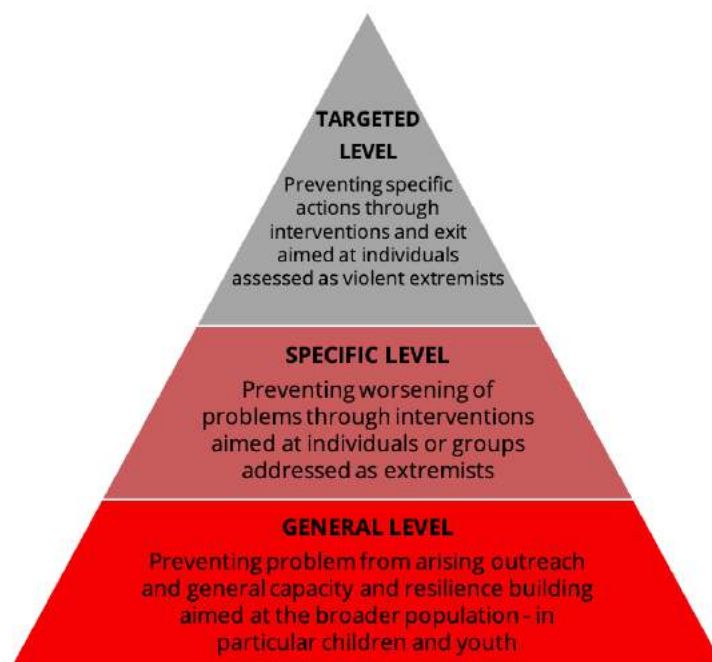 TARGETED
LEVEL
Preventing specific
actions through
interventions and exit
aimed at individuals
assessed as violent extremists
SPECIFIC LEVEL
Preventing worsening of
problems through interventions
aimed at individuals or groups
addressed as extremists
GENERAL LEVEL
Preventing problem from arising outreach
and general capacity and resilience building
aimed at the broader population - in
particular children and youth